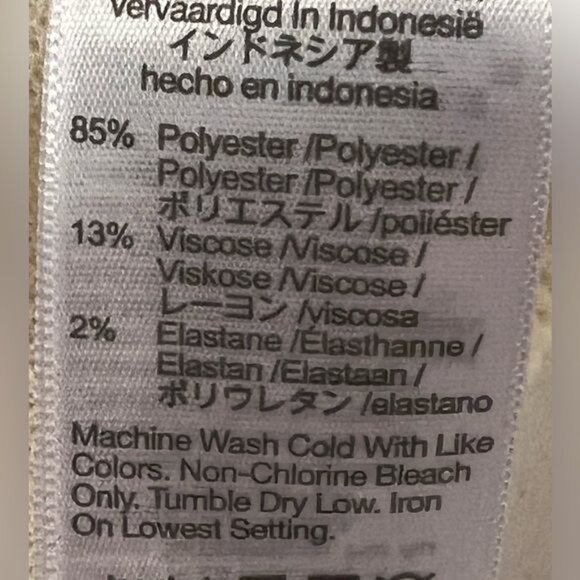 Vervaardigd In Indonesië
インドネシア製
hecho en indonesia
85% Polyester /Polyester /
Polyester /Polyester /
ポリエステル /poliéster
13% Viscose /Viscose /
Viskose /Viscose /
レーヨン /viscosa
2% Elastane /Élasthanne /
Elastan /Elastaan /
ポリウレタン /elastano
Machine Wash Cold With Like
Colors. Non-Chlorine Bleach
Only. Tumble Dry Low. Iron
On Lowest Setting.